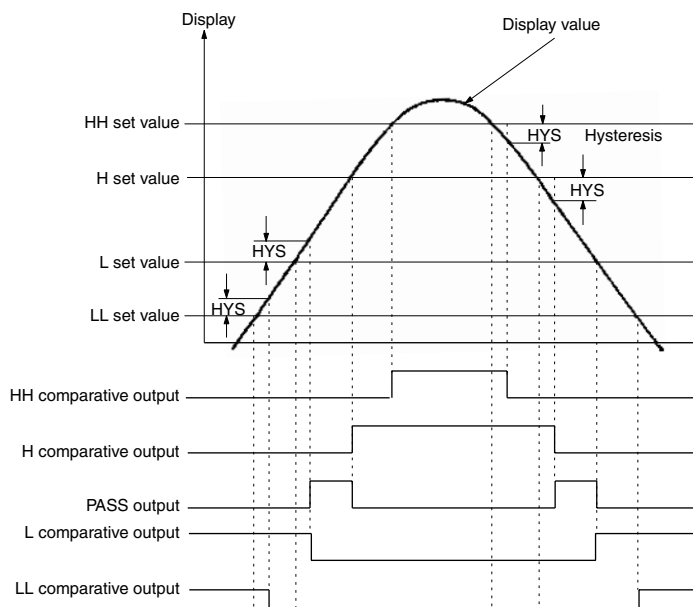 Display
Display value
HH set value
HYS
Hysteresis
H set value
HYS
HYS
L set value
HYS
LL set value
HH comparative output
H comparative output
PASS output
L comparative output
LL comparative output